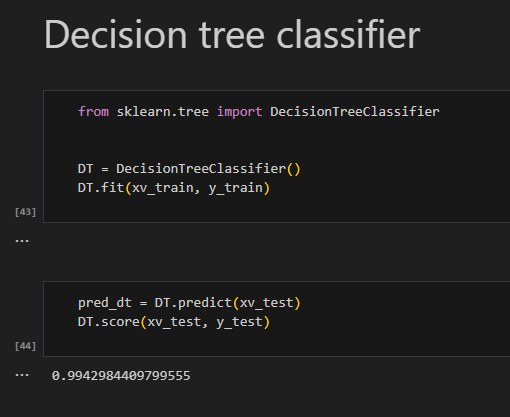 Decision tree classifier
from sklearn.tree import DecisionTreeClassifier
DT = DecisionTreeClassifier()
DT.fit(xv_train, y_train)
[43]
...
pred_dt = DT.predict(xv_test)
DT.score(xv_test, y_test)
[44]
... 0.9942984409799555